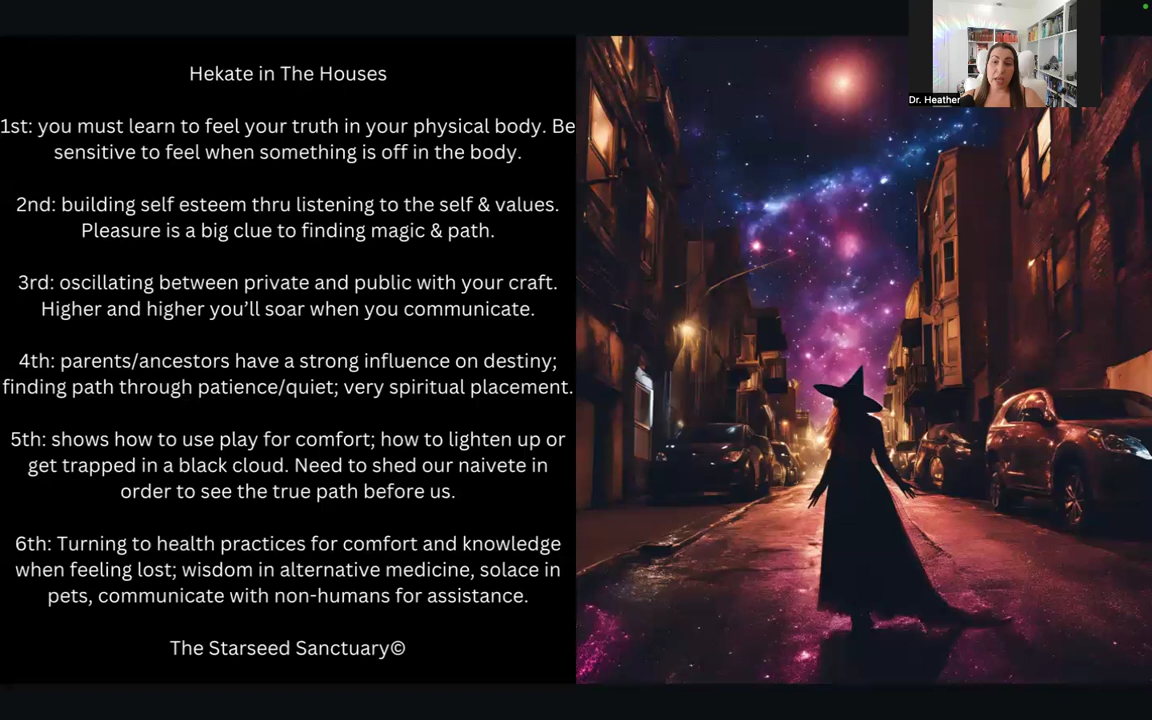 Hekate in The Houses
1st: you must learn to feel your truth in your physical body. Be
sensitive to feel when something is off in the body.
2nd: building self esteem thru listening to the self & values.
Pleasure is a big clue to finding magic & path.
3rd: oscillating between private and public with your craft.
Higher and higher you’ll soar when you communicate.
4th: parents/ancestors have a strong influence on destiny;
finding path through patience/quiet; very spiritual placement.
5th: shows how to use play for comfort; how to lighten up or
get trapped in a black cloud. Need to shed our naivete in
order to see the true path before us.
6th: Turning to health practices for comfort and knowledge
when feeling lost; wisdom in alternative medicine, solace in
pets, communicate with non-humans for assistance.
The Starseed Sanctuary©
Dr. Heather